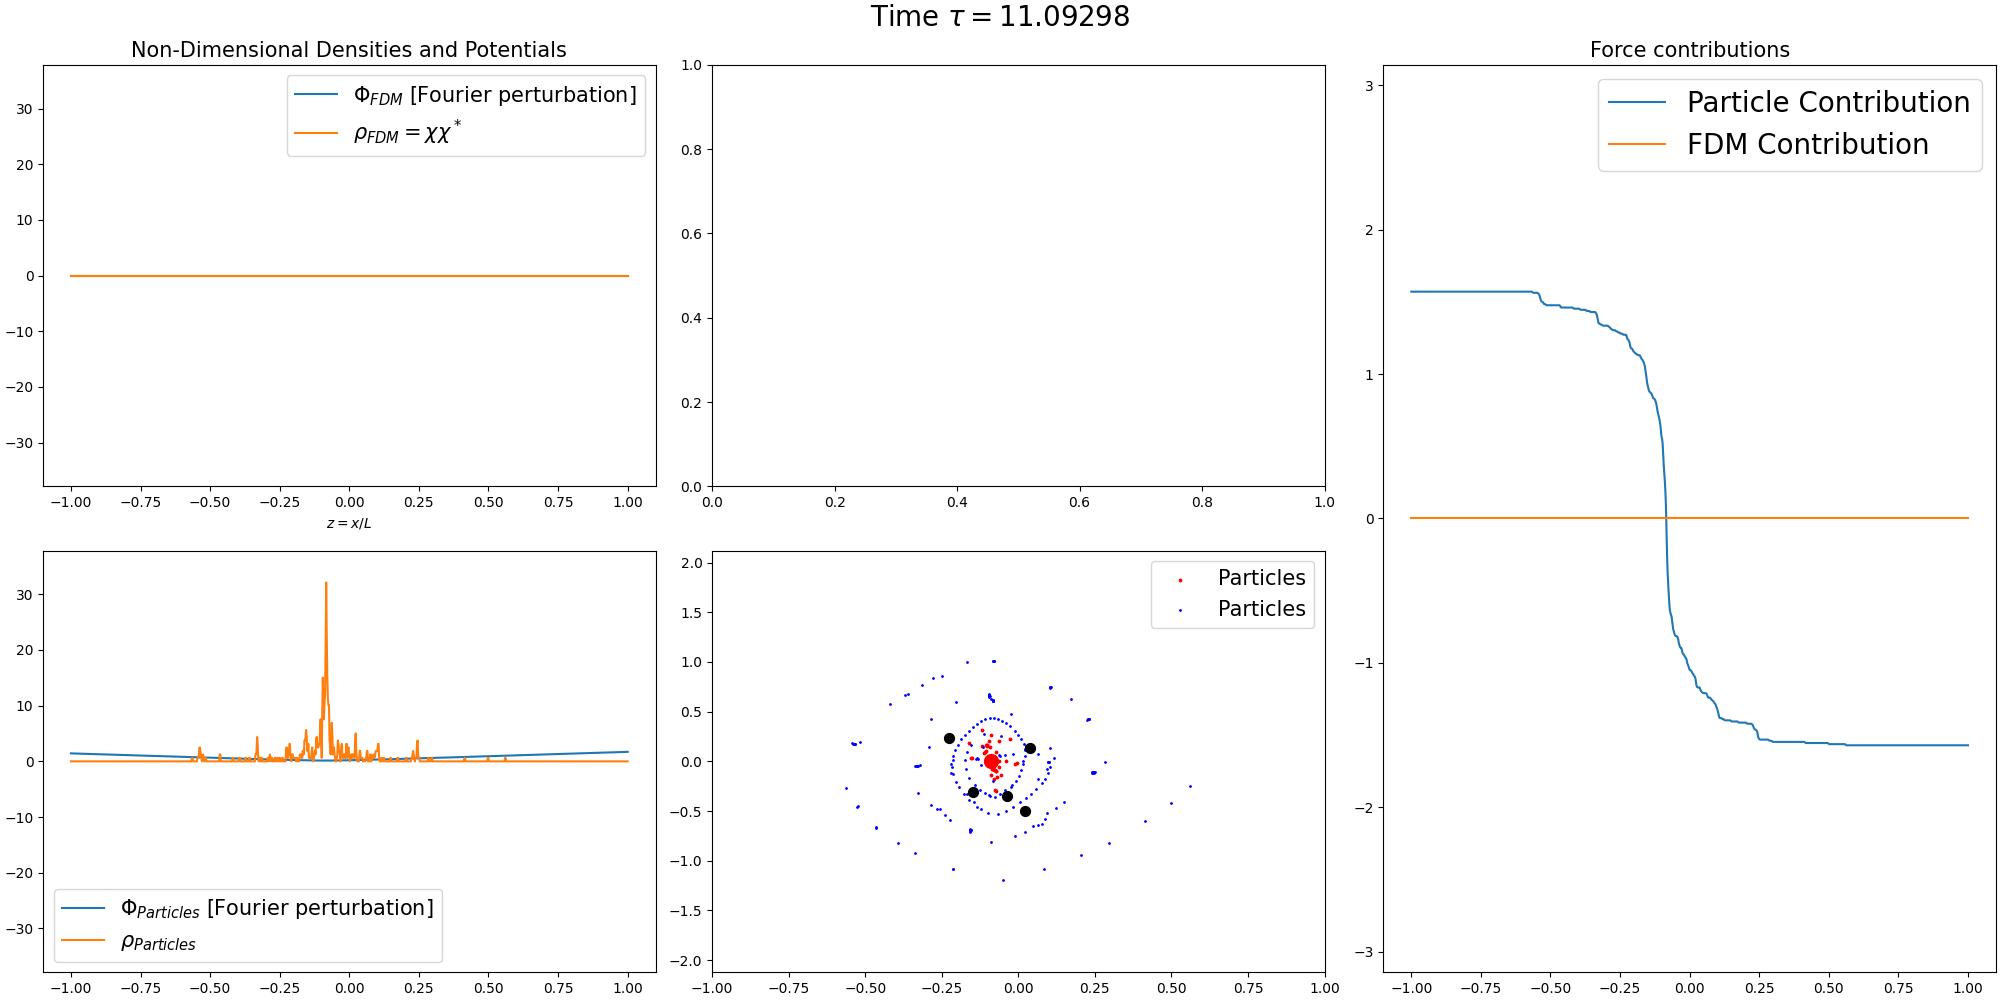 Time τ = 11.09298
Non-Dimensional Densities and Potentials
Φ_FDM [Fourier perturbation]
ρ_FDM = χχ*
30
20
10
0
−10
−20
−30
−1.00 −0.75 −0.50 −0.25 0.00 0.25 0.50 0.75 1.00
z = x/L
1.0
0.8
0.6
0.4
0.2
0.0
0.0 0.2 0.4 0.6 0.8 1.0
Force contributions
Particle Contribution
FDM Contribution
3
2
1
0
−1
−2
−3
−1.00 −0.75 −0.50 −0.25 0.00 0.25 0.50 0.75 1.00
30
20
10
0
−10
−20
−30
Φ_Particles [Fourier perturbation]
ρ_Particles
−1.00 −0.75 −0.50 −0.25 0.00 0.25 0.50 0.75 1.00
Particles
Particles
2.0
1.5
1.0
0.5
0.0
−0.5
−1.0
−1.5
−2.0
−1.00 −0.75 −0.50 −0.25 0.00 0.25 0.50 0.75 1.00